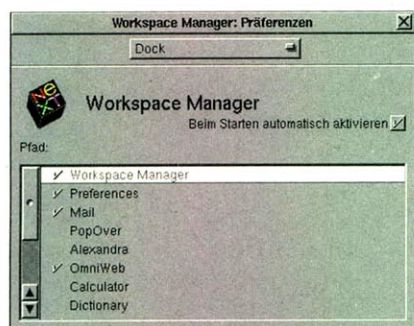 Workspace Manager: Präferenzen
Dock
NeXT
Workspace Manager
Beim Starten automatisch aktivieren
Pfad:
Workspace Manager
Preferences
Mail
PopOver
Alexandra
OmniWeb
Calculator
Dictionary